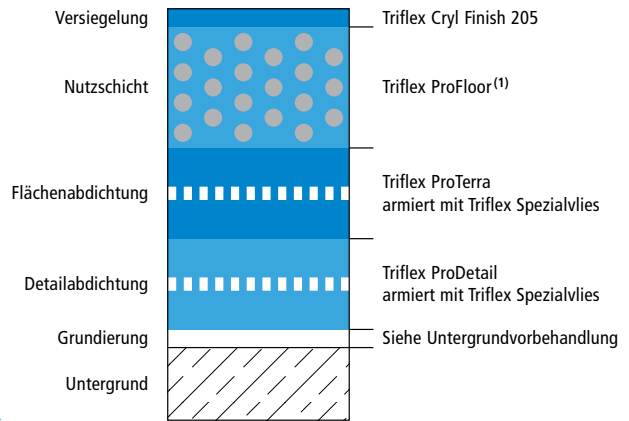 Versiegelung Triflex Cryl Finish 205
Nutzschicht Triflex ProFloor(1)
Flächenabdichtung Triflex ProTerra
armiert mit Triflex Spezialvlies
Detailabdichtung Triflex ProDetail
armiert mit Triflex Spezialvlies
Grundierung Siehe Untergrundvorbehandlung
Untergrund